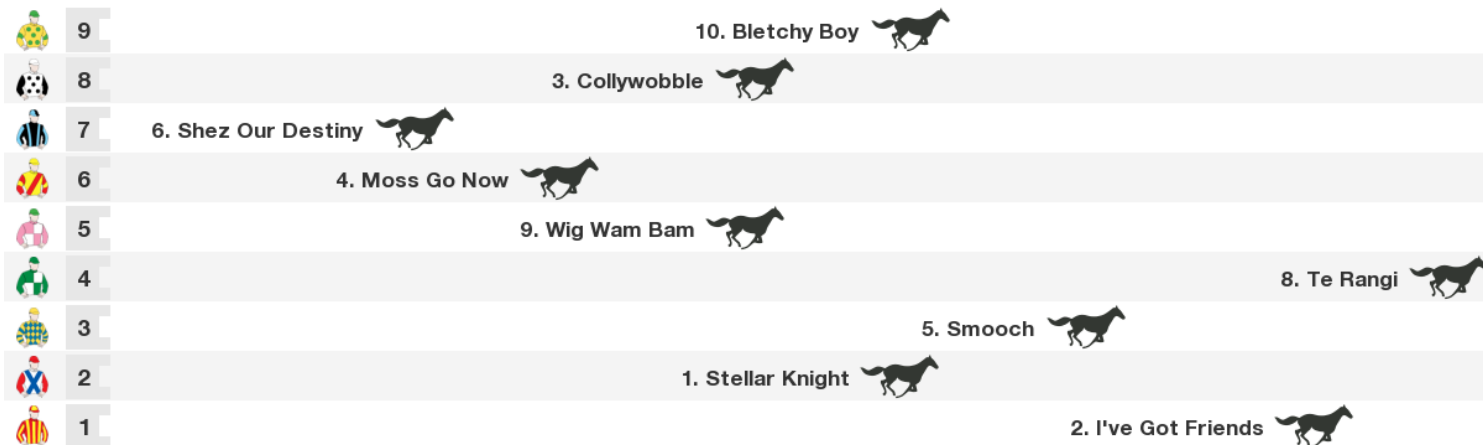 9 10. Bletchy Boy
8 3. Collywobble
7 6. Shez Our Destiny
6 4. Moss Go Now
5 9. Wig Wam Bam
4 8. Te Rangi
3 5. Smooch
2 1. Stellar Knight
1 2. I've Got Friends